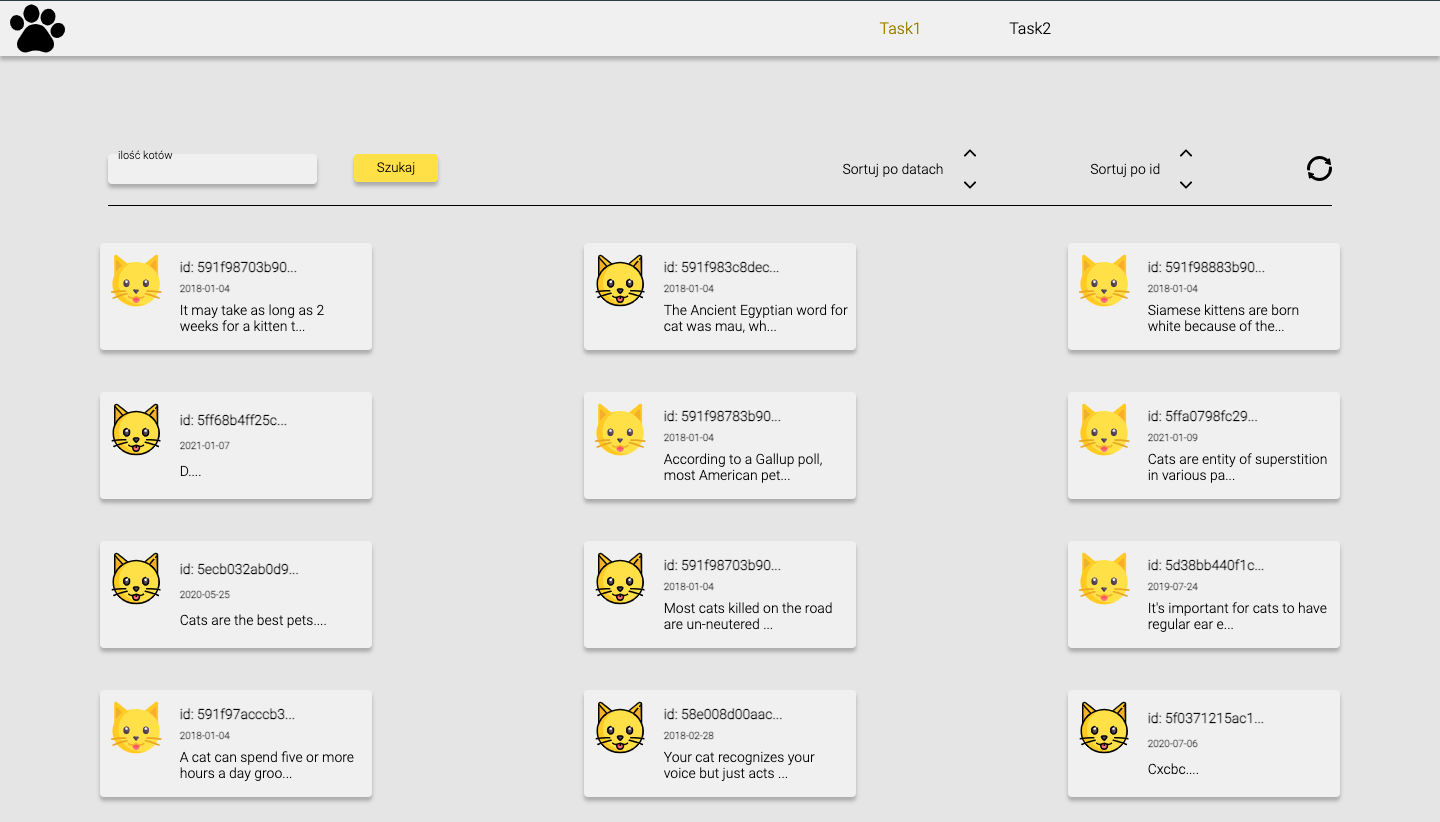 Task1
Task2
ilość kotów
Szukaj
Sortuj po datach
Sortuj po id
id: 591f98703b90...
2018-01-04
It may take as long as 2
weeks for a kitten t...
id: 591f983c8dec...
2018-01-04
The Ancient Egyptian word for
cat was mau, wh...
id: 591f98883b90...
2018-01-04
Siamese kittens are born
white because of the...
id: 5ff68b4ff25c...
2021-01-07
D....
id: 591f98783b90...
2018-01-04
According to a Gallup poll,
most American pet...
id: 5ffa0798fc29...
2021-01-09
Cats are entity of superstition
in various pa...
id: 5ecb032ab0d9...
2020-05-25
Cats are the best pets....
id: 591f98703b90...
2018-01-04
Most cats killed on the road
are un-neutered ...
id: 5d38bb440f1c...
2019-07-24
It's important for cats to have
regular ear e...
id: 591f97acccb3...
2018-01-04
A cat can spend five or more
hours a day groo...
id: 58e008d00aac...
2018-02-28
Your cat recognizes your
voice but just acts ...
id: 5f0371215ac1...
2020-07-06
Cxcbc....